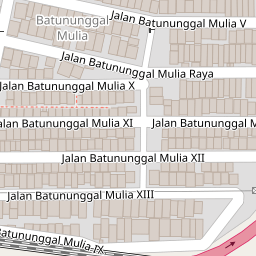 Batununggal
Mulia
Jalan Batununggal Mulia V
Jalan Batununggal Mulia Raya
Jalan Batununggal Mulia X
Jalan Batununggal Mulia XI
Jalan Batununggal M
Jalan Batununggal Mulia XII
Jalan Batununggal Mulia XIII
Batununggal Mulia IX